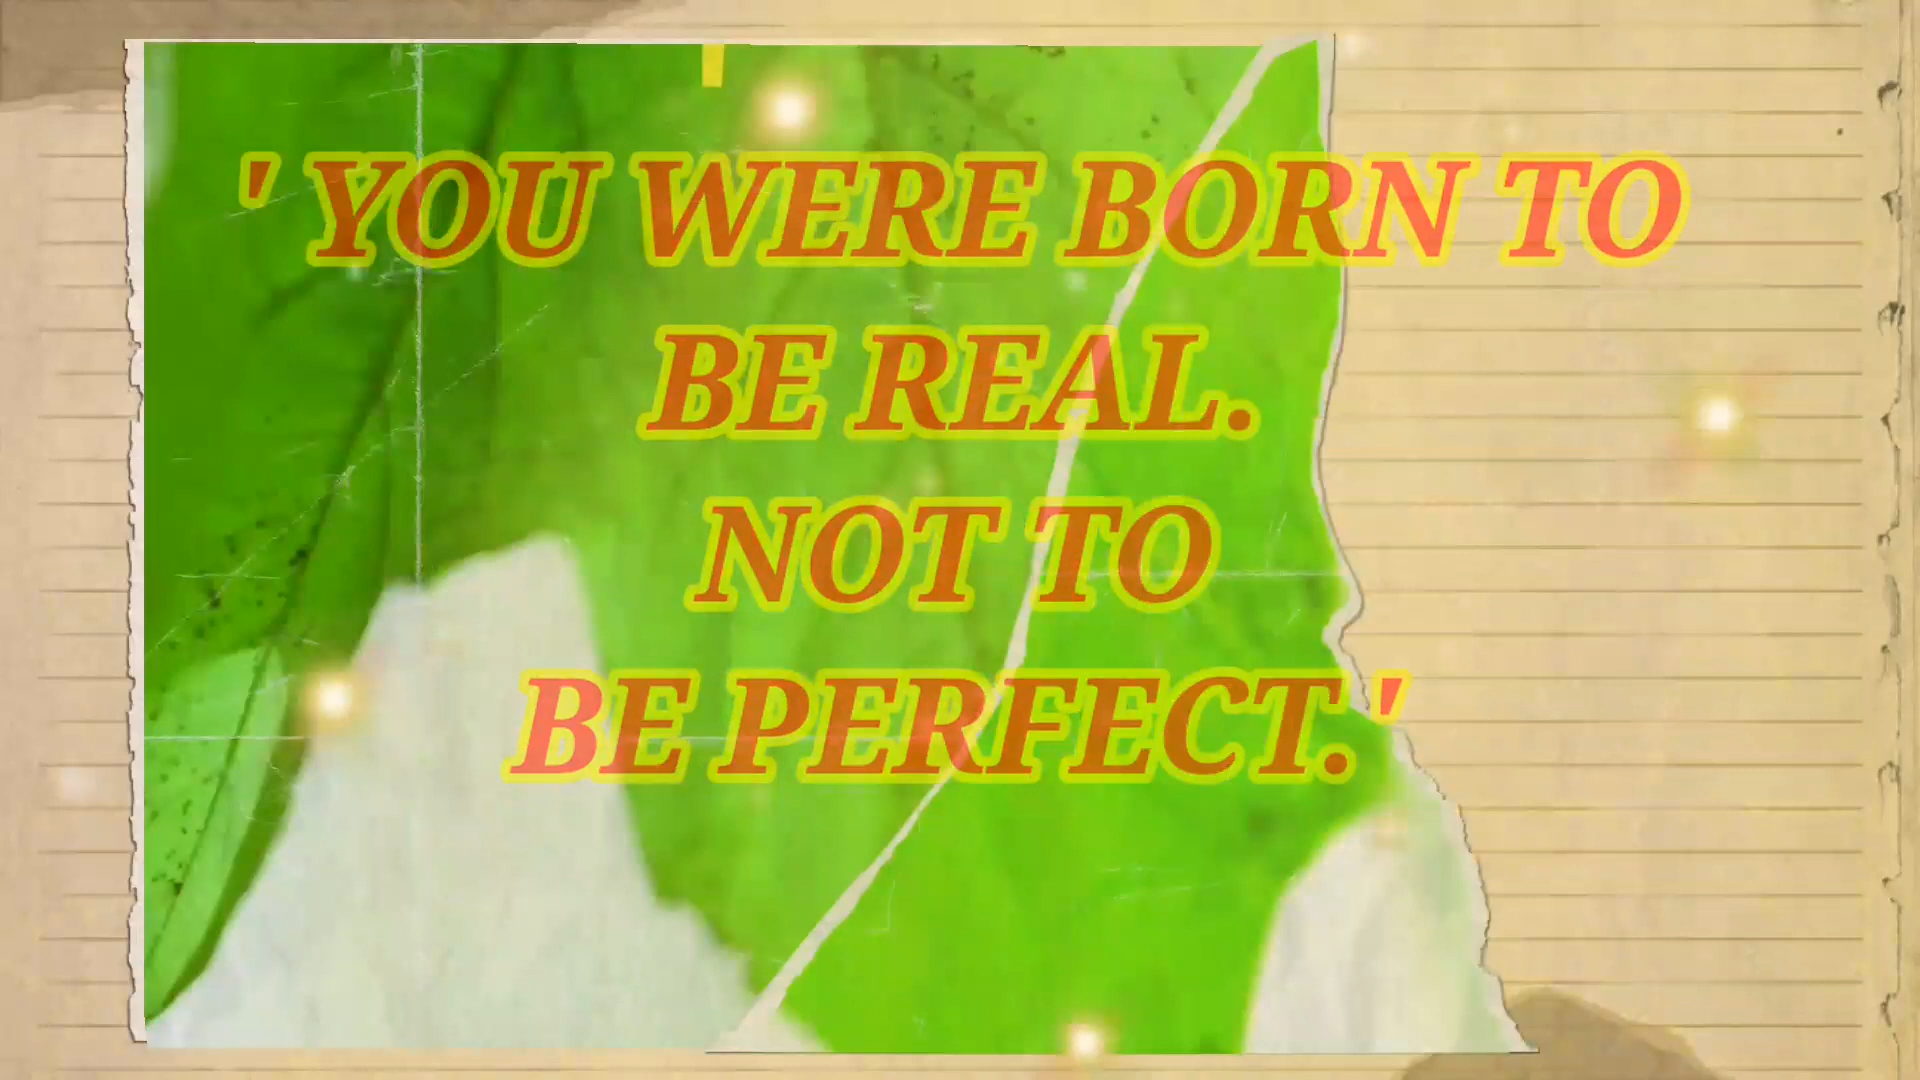 ' YOU WERE BORN TO
BE REAL.
NOT TO
BE PERFECT.'